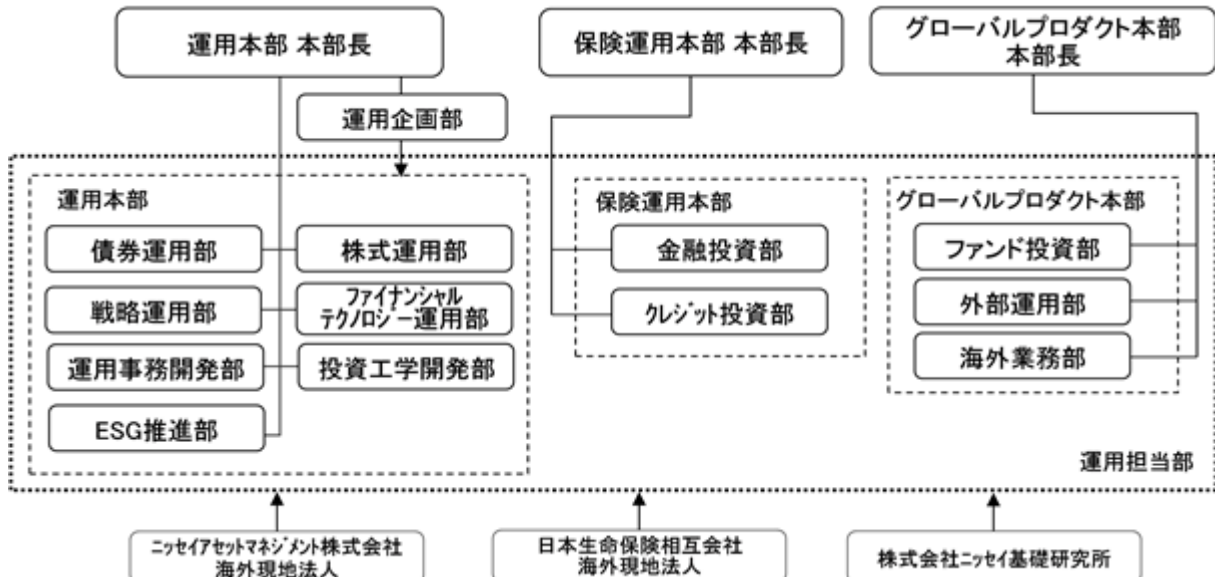 運用本部 本部長
保険運用本部 本部長
グローバルプロダクト本部
本部長
運用企画部
運用本部
債券運用部
株式運用部
戦略運用部
ファイナンシャル
テクノロジー運用部
運用事務開発部
投資工学開発部
ESG推進部
保険運用本部
金融投資部
クレジット投資部
グローバルプロダクト本部
ファンド投資部
外部運用部
海外業務部
運用担当部
ニッセイアセットマネジメント株式会社
海外現地法人
日本生命保険相互会社
海外現地法人
株式会社ニッセイ基礎研究所